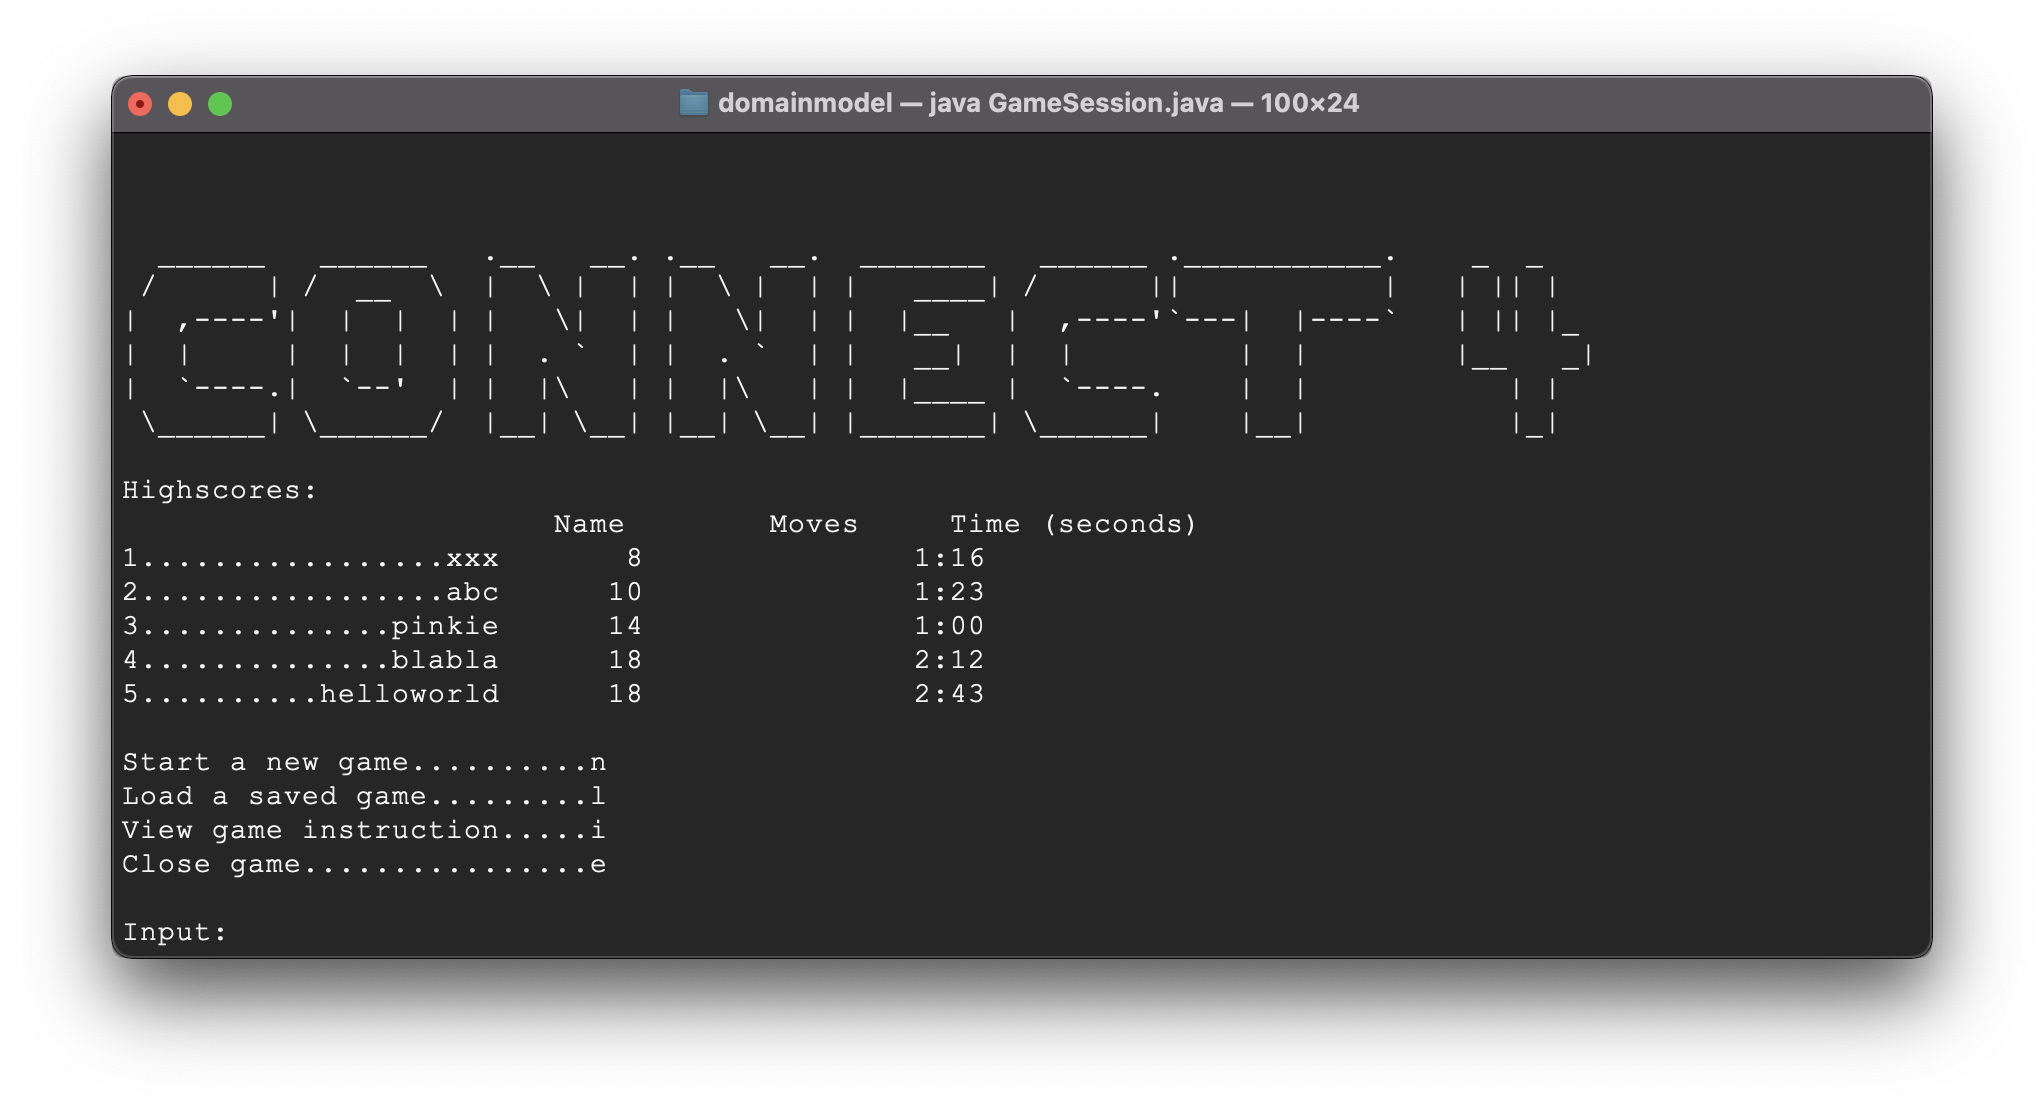 domainmodel — java GameSession.java — 100×24
CONNECT 4
Highscores:
                        Name        Moves     Time (seconds)
1.................xxx       8               1:16
2.................abc      10               1:23
3..............pinkie      14               1:00
4..............blabla      18               2:12
5..........helloworld      18               2:43
Start a new game..........n
Load a saved game.........l
View game instruction.....i
Close game................e
Input: